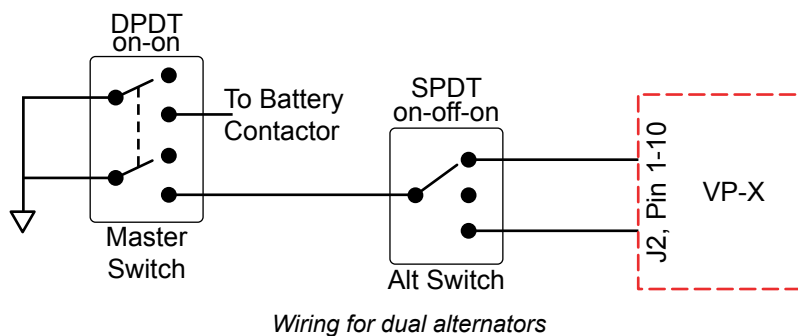 DPDT
on-on
To Battery
Contactor
Master
Switch
SPDT
on-off-on
Alt Switch
J2, Pin 1-10
VP-X
Wiring for dual alternators